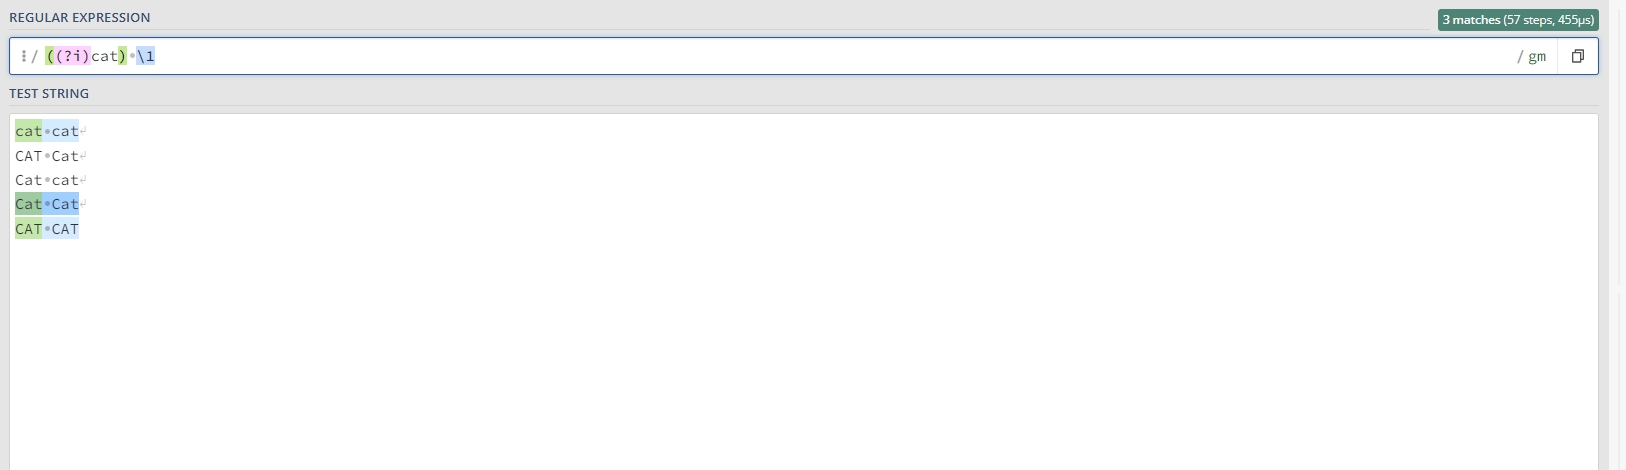 REGULAR EXPRESSION
3 matches (57 steps, 455µs)
⋮/ ((?i)cat)•\1 / gm
TEST STRING
cat•cat↵
CAT•Cat↵
Cat•cat↵
Cat•Cat↵
CAT•CAT